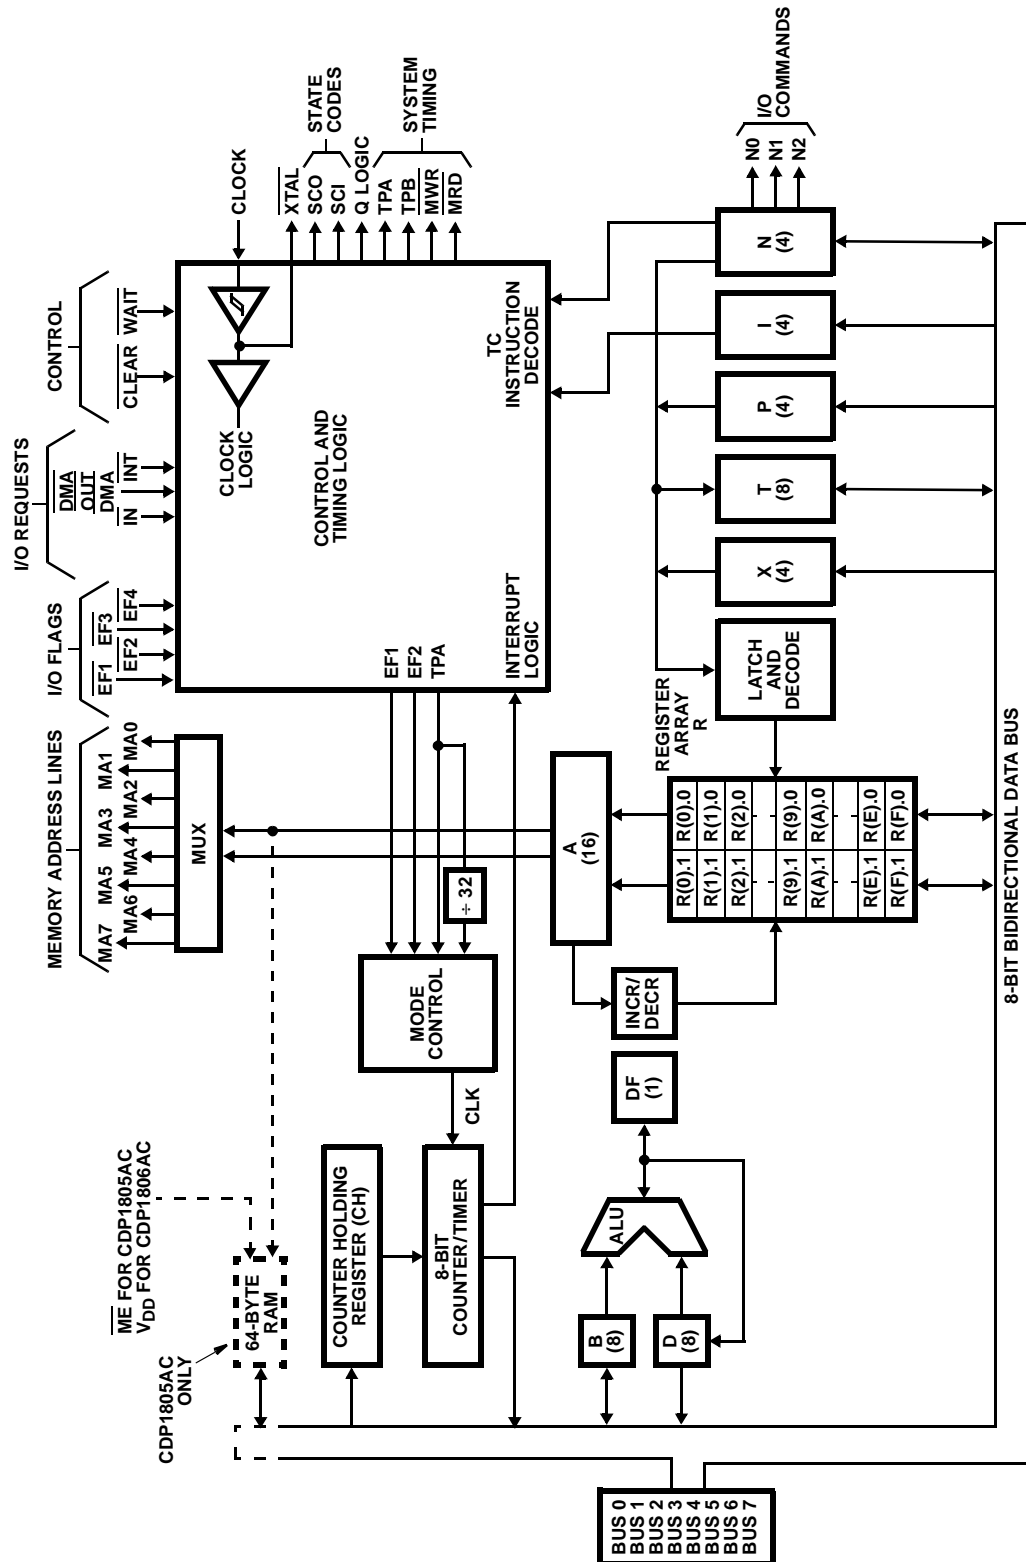 MEMORY ADDRESS LINES
MA7
MA6
MA5
MA4
MA3
MA2
MA1
MA0
MUX
I/O FLAGS
EF1
EF2
EF3
EF4
I/O REQUESTS
DMA
IN
DMA
OUT
INT
CONTROL
CLEAR
WAIT
CLOCK
XTAL
SCO
SCI
STATE
CODES
Q LOGIC
TPA
TPB
MWR
MRD
SYSTEM
TIMING
CLOCK
LOGIC
CONTROL AND
TIMING LOGIC
EF1
EF2
TPA
INTERRUPT
LOGIC
TC
INSTRUCTION
DECODE
ME FOR CDP1805AC
VDD FOR CDP1806AC
CDP1805AC
ONLY
64-BYTE
RAM
COUNTER HOLDING
REGISTER (CH)
8-BIT
COUNTER/TIMER
CLK
MODE
CONTROL
÷ 32
A
(16)
INCR/
DECR
DF
(1)
ALU
B
(8)
D
(8)
REGISTER
ARRAY
R
R(0).1 R(0).0
R(1).1 R(1).0
R(2).1 R(2).0
- -
R(9).1 R(9).0
R(A).1 R(A).0
- -
R(E).1 R(E).0
R(F).1 R(F).0
LATCH
AND
DECODE
X
(4)
T
(8)
P
(4)
I
(4)
N
(4)
N0
N1
N2
I/O
COMMANDS
8-BIT BIDIRECTIONAL DATA BUS
BUS 0
BUS 1
BUS 2
BUS 3
BUS 4
BUS 5
BUS 6
BUS 7